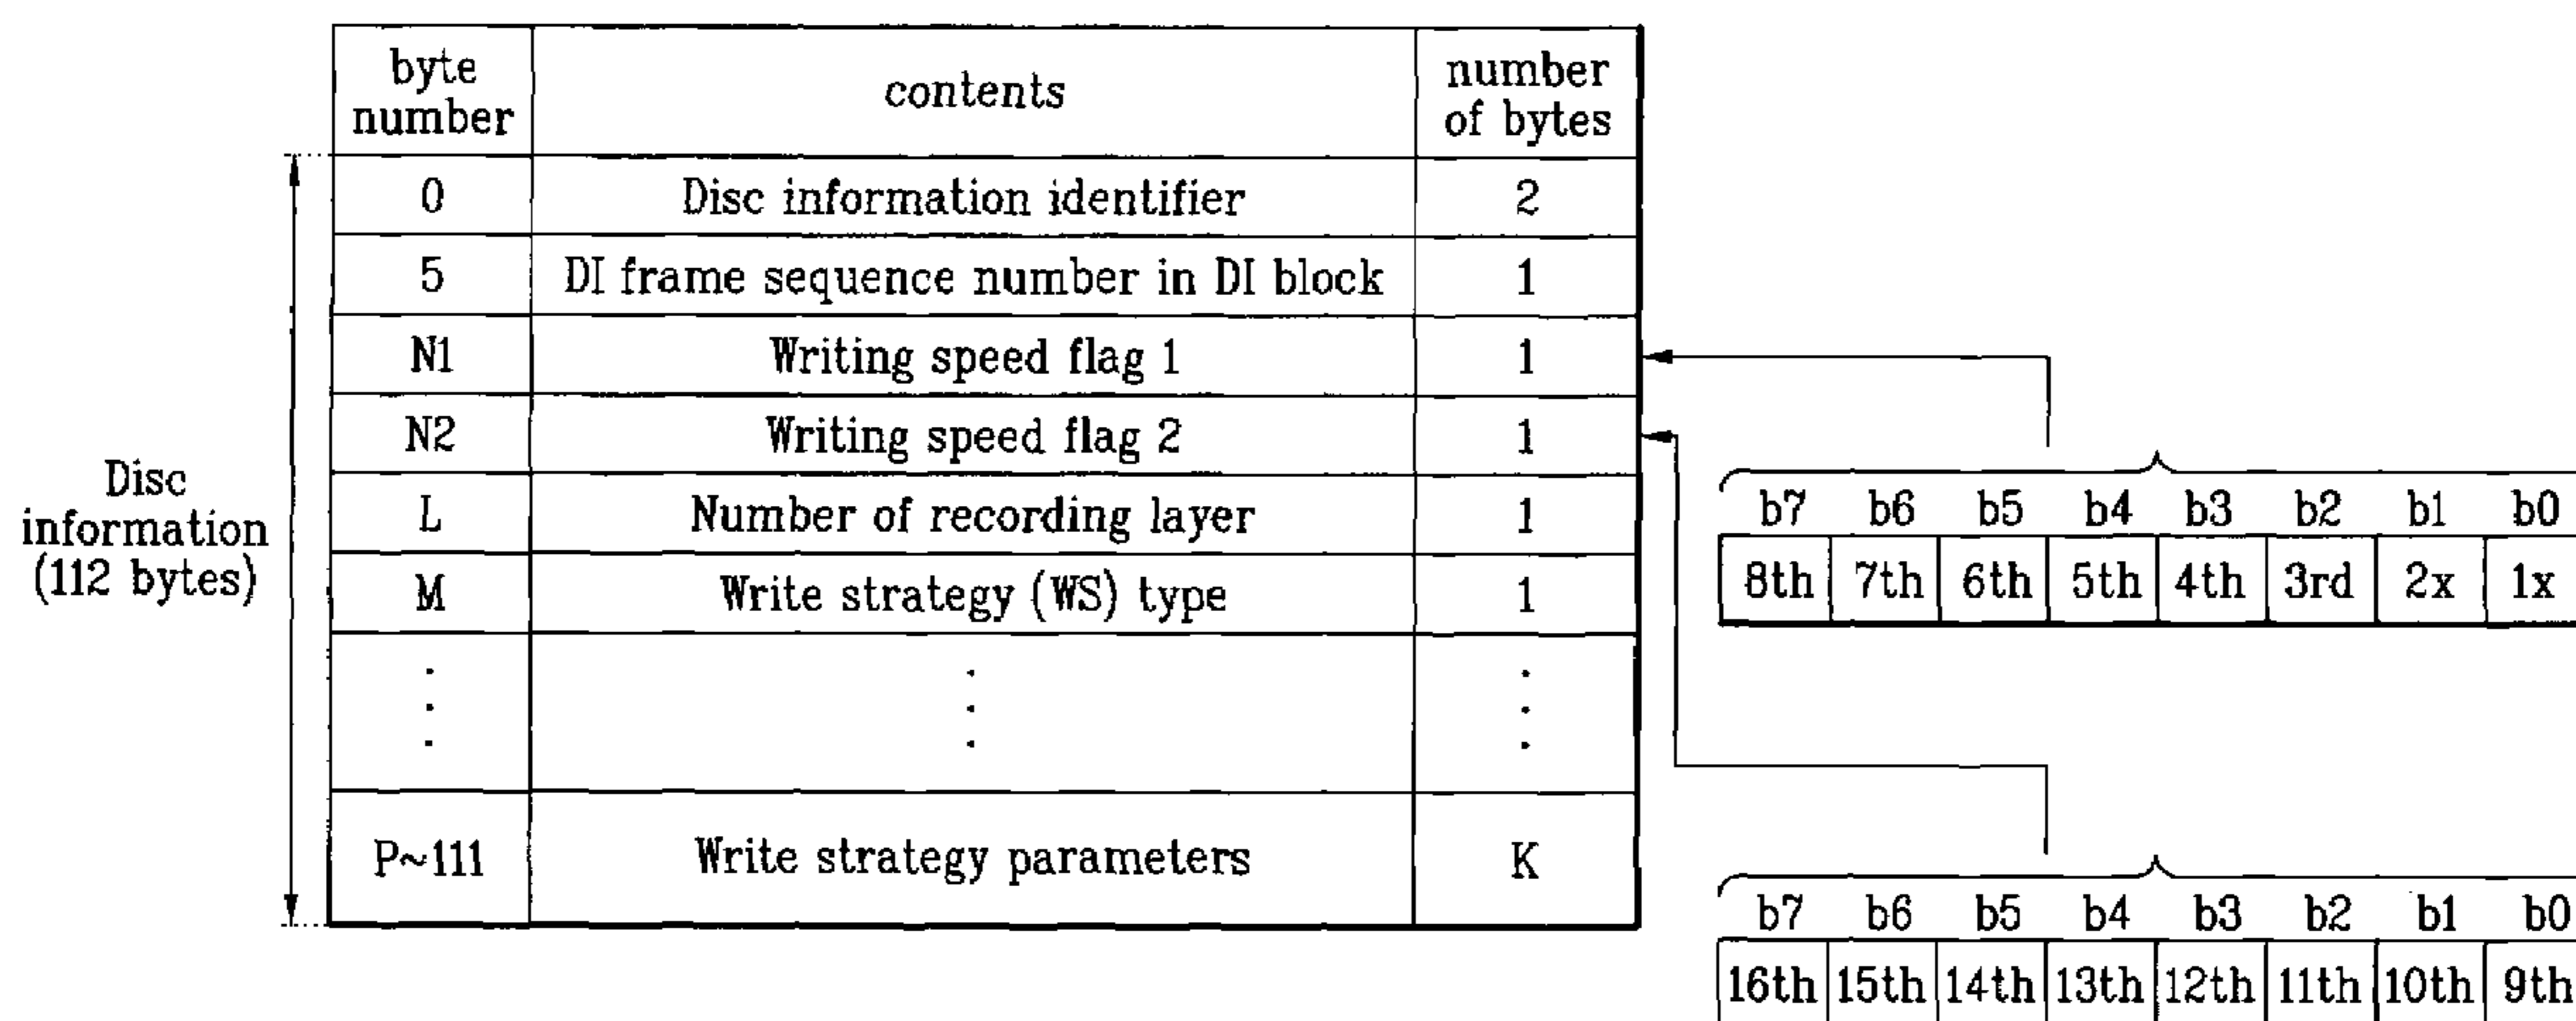 byte number
contents
number of bytes
0 Disc information identifier 2
5 DI frame sequence number in DI block 1
N1 Writing speed flag 1 1
N2 Writing speed flag 2 1
L Number of recording layer 1
M Write strategy (WS) type 1
P~111 Write strategy parameters K
Disc
information
(112 bytes)
b7 b6 b5 b4 b3 b2 b1 b0
8th 7th 6th 5th 4th 3rd 2x 1x
b7 b6 b5 b4 b3 b2 b1 b0
16th 15th 14th 13th 12th 11th 10th 9th